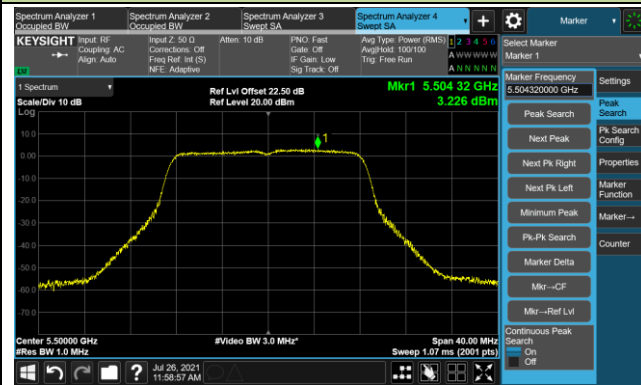 Spectrum Analyzer 1
Occupied BW
Spectrum Analyzer 2
Occupied BW
Spectrum Analyzer 3
Swept SA
Spectrum Analyzer 4
Swept SA
+
Marker
KEYSIGHT
Input: RF
Coupling: AC
Align: Auto
Input Z: 50 Ω
Corrections: Off
Freq Ref: Int (S)
NFE: Adaptive
Atten: 10 dB
PNO: Fast
Gate: Off
IF Gain: Low
Sig Track: Off
Avg Type: Power (RMS)
Avg|Hold: 100/100
Trig: Free Run
1 2 3 4 5 6
A W W W W W
A N N N N N
LXI
Select Marker
Marker 1
1 Spectrum
Scale/Div 10 dB
Log
Ref Lvl Offset 22.50 dB
Ref Level 20.00 dBm
Mkr1 5.504 32 GHz
3.226 dBm
10.0
0.00
-10.0
-20.0
-30.0
-40.0
-50.0
-60.0
-70.0
1
Center 5.50000 GHz
#Res BW 1.0 MHz
#Video BW 3.0 MHz*
Span 40.00 MHz
Sweep 1.07 ms (2001 pts)
Marker Frequency
5.504320000 GHz
Peak Search
Next Peak
Next Pk Right
Next Pk Left
Minimum Peak
Pk-Pk Search
Marker Delta
Mkr→CF
Mkr→Ref Lvl
Continuous Peak
Search
On
Off
Settings
Peak
Search
Pk Search
Config
Properties
Marker
Function
Marker→
Counter
?
Jul 26, 2021
11:58:57 AM